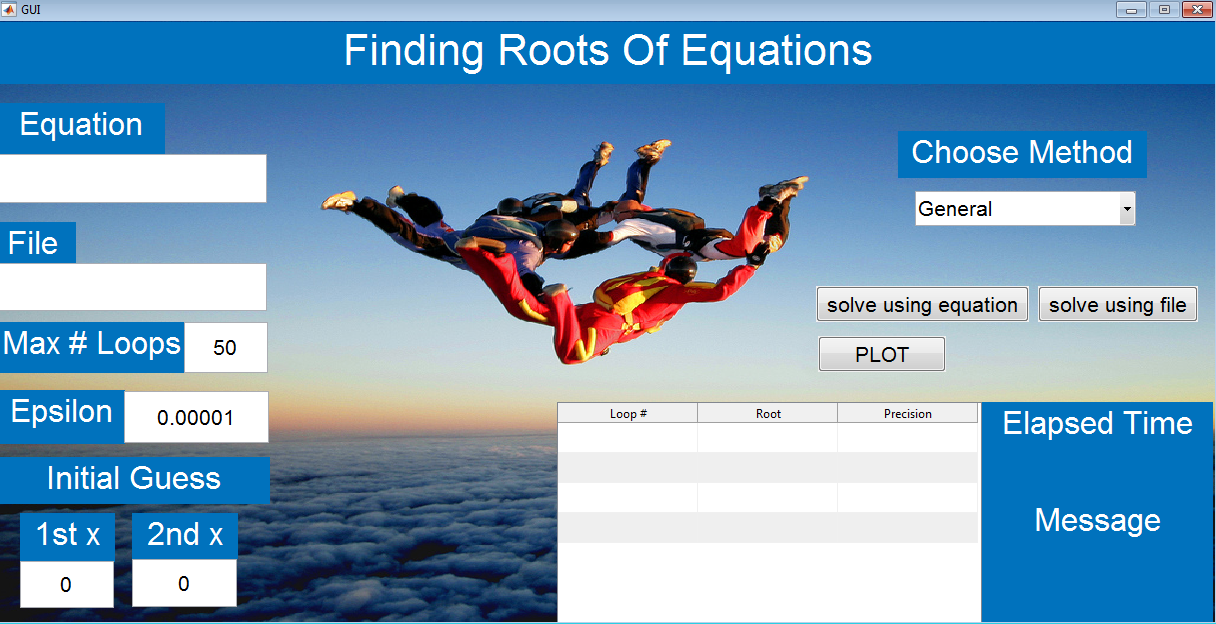 GUI
Finding Roots Of Equations
Equation
File
Max # Loops
50
Epsilon
0.00001
Initial Guess
1st x
2nd x
0
0
Choose Method
General
solve using equation
solve using file
PLOT
Loop #
Root
Precision
Elapsed Time
Message